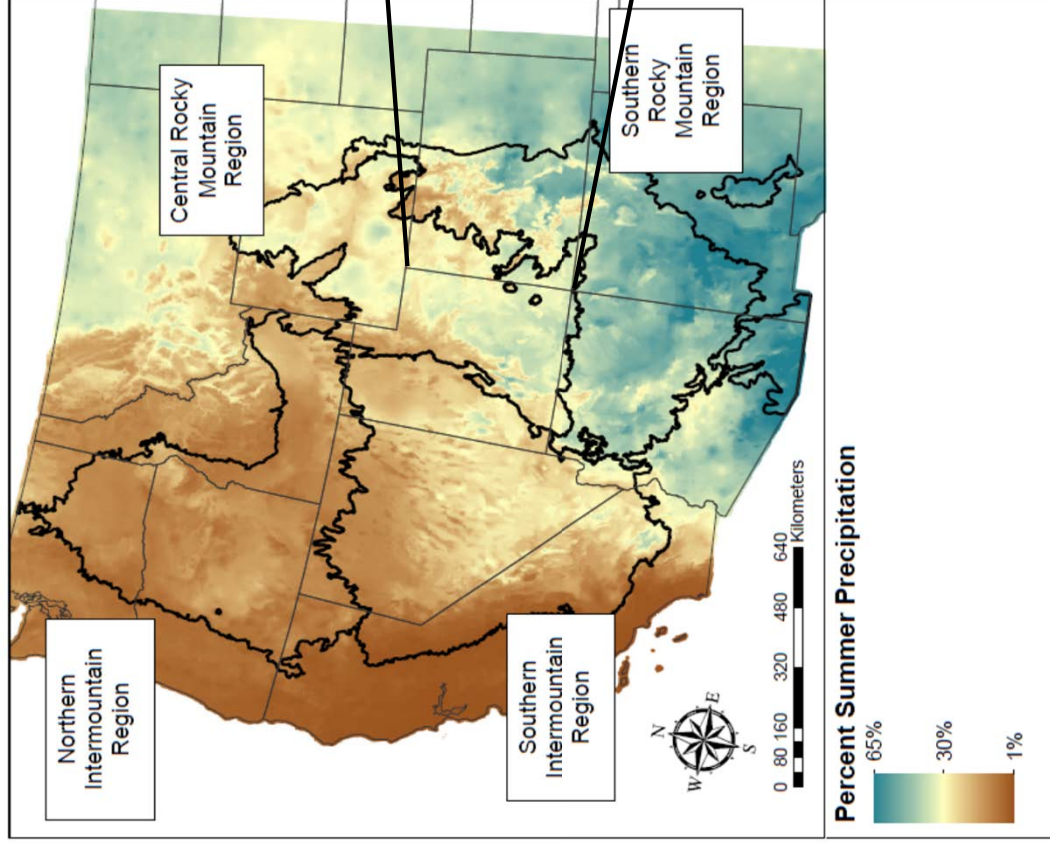 Northern
Intermountain
Region
Central Rocky
Mountain
Region
Southern
Intermountain
Region
Southern
Rocky
Mountain
Region
N
W
E
S
0 80 160 320 480 640
Kilometers
Percent Summer Precipitation
65%
30%
1%